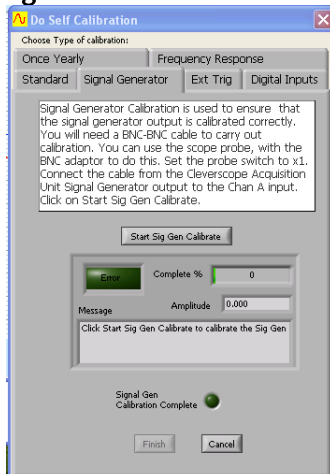 Do Self Calibration
Choose Type of calibration:
Once Yearly
Frequency Response
Standard
Signal Generator
Ext Trig
Digital Inputs
Signal Generator Calibration is used to ensure that
the signal generator output is calibrated correctly.
You will need a BNC-BNC cable to carry out
calibration. You can use the scope probe, with the
BNC adaptor to do this. Set the probe switch to x1.
Connect the cable from the Cleverscope Acquisition
Unit Signal Generator output to the Chan A input.
Click on Start Sig Gen Calibrate.
Start Sig Gen Calibrate
Error
Complete %
0
Amplitude
0.000
Message
Click Start Sig Gen Calibrate to calibrate the Sig Gen
Signal Gen
Calibration Complete
Finish
Cancel